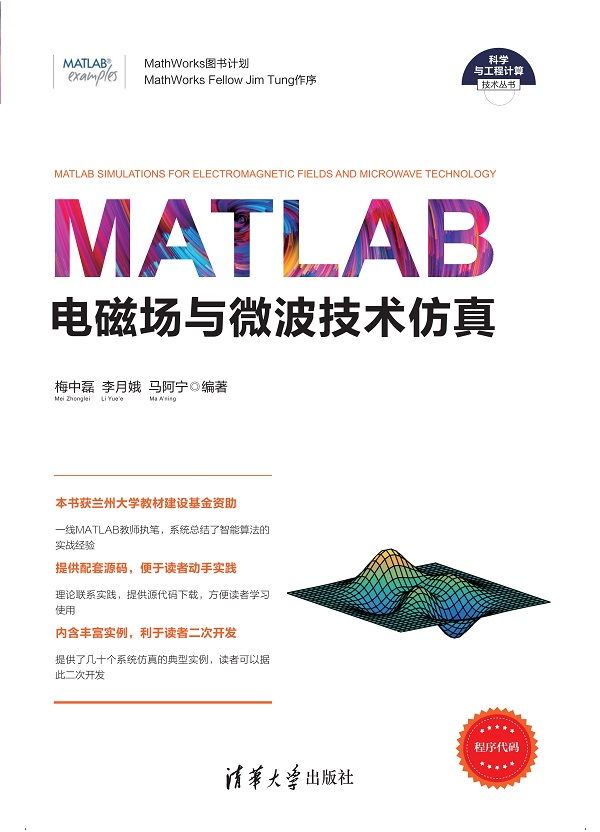 MATLAB®
examples
MathWorks图书计划
MathWorks Fellow Jim Tung作序
科学
与工程计算
技术丛书
MATLAB SIMULATIONS FOR ELECTROMAGNETIC FIELDS AND MICROWAVE TECHNOLOGY
MATLAB
电磁场与微波技术仿真
梅中磊 李月娥 马阿宁◎编著
Mei Zhonglei Li Yue'e Ma A'ning
本书获兰州大学教材建设基金资助
一线MATLAB教师执笔，系统总结了智能算法的
实战经验
提供配套源码，便于读者动手实践
理论联系实践，提供源代码下载，方便读者学习
使用
内含丰富实例，利于读者二次开发
提供了几十个系统仿真的典型实例，读者可以据
此二次开发
程序代码
清华大学出版社